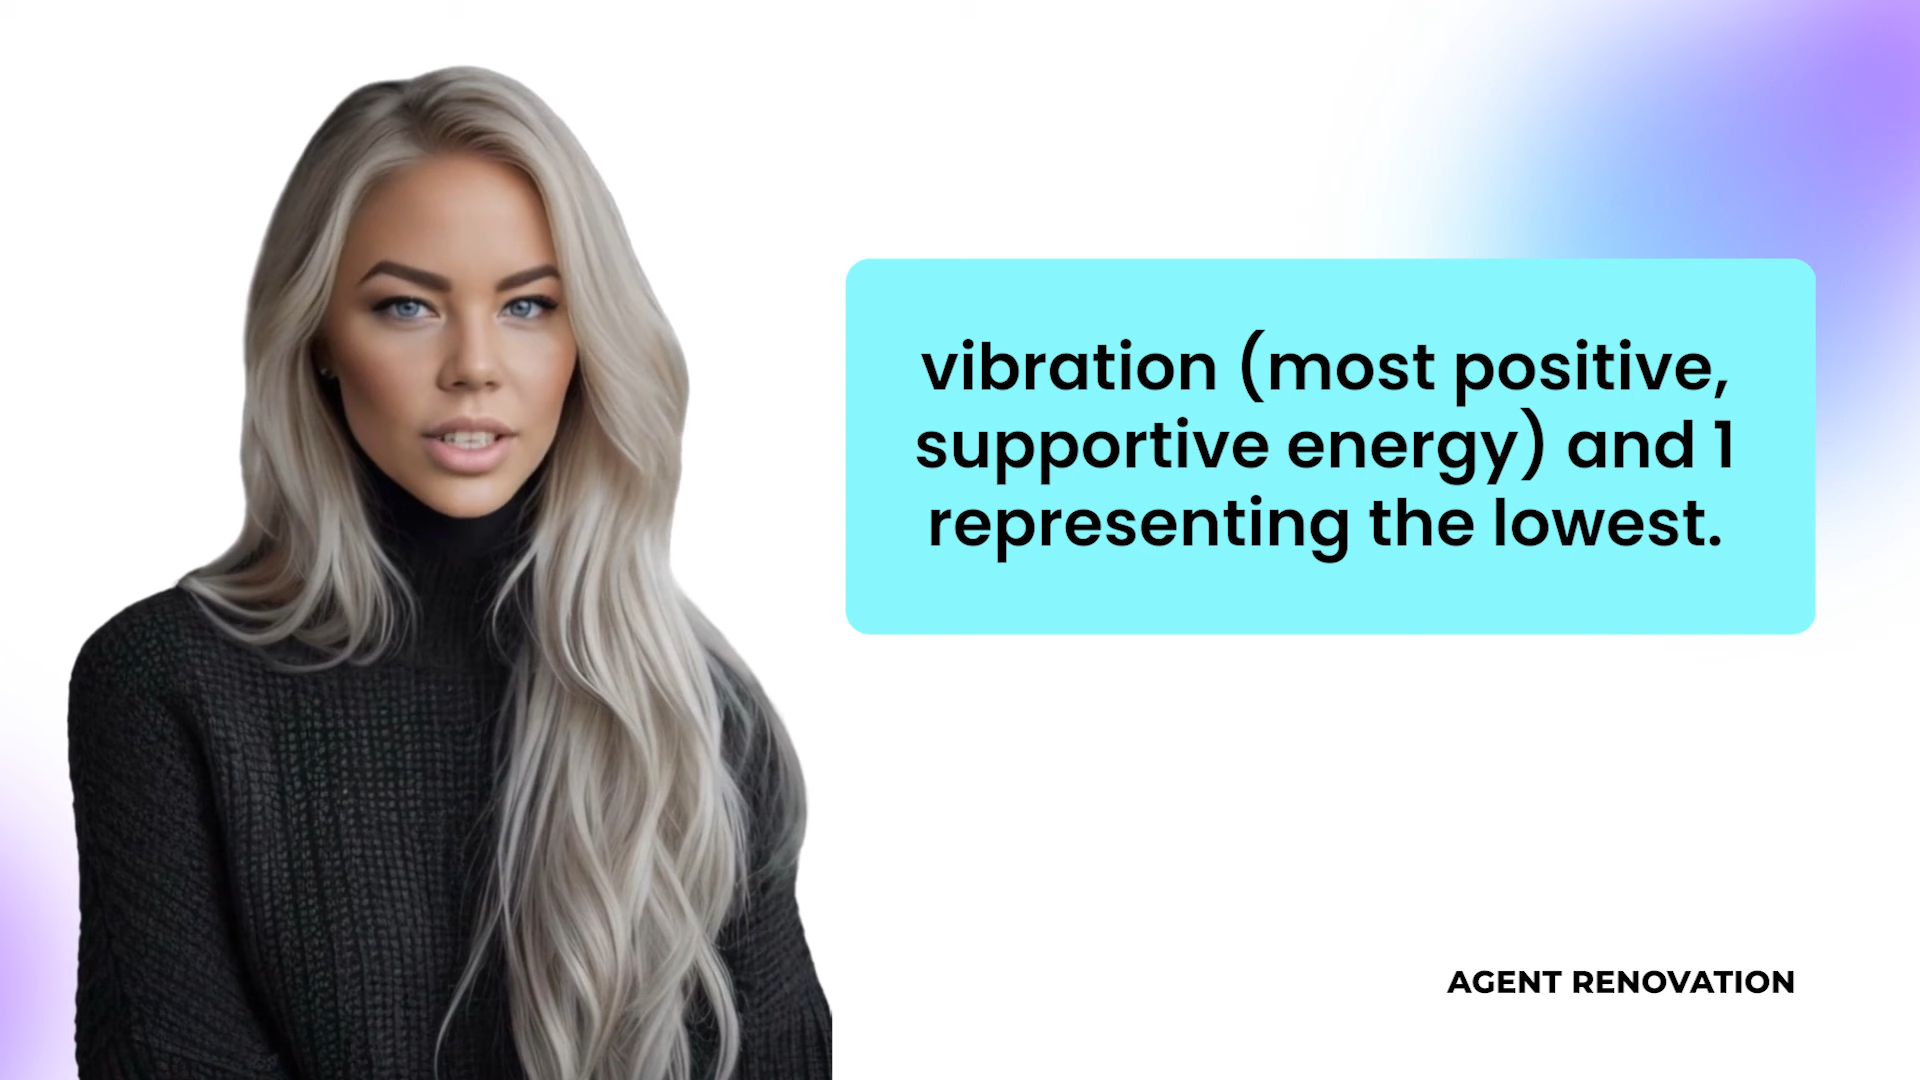 vibration (most positive,
supportive energy) and 1
representing the lowest.
AGENT RENOVATION